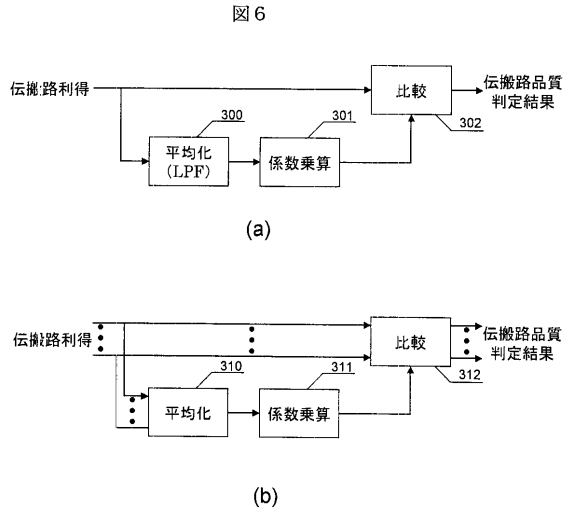 図6
伝搬路利得
300
平均化
(LPF)
301
係数乗算
比較
302
伝搬路品質
判定結果
(a)
伝搬路利得
310
平均化
311
係数乗算
比較
312
伝搬路品質
判定結果
(b)